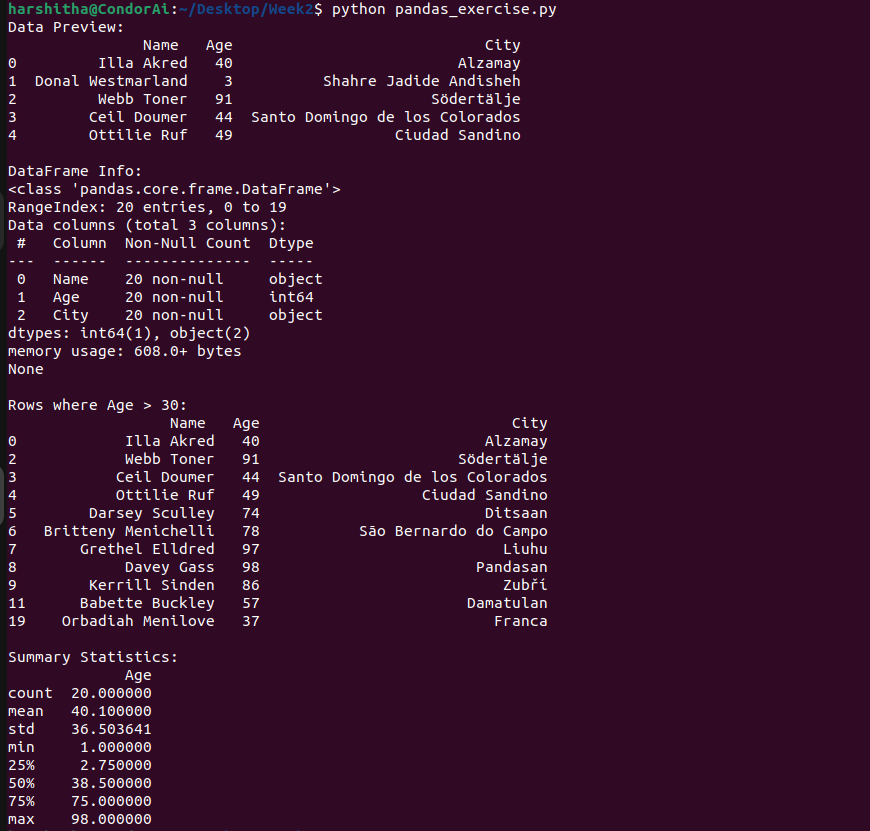 harshitha@CondorAi:~/Desktop/Week2$ python pandas_exercise.py
Data Preview:
               Name   Age                               City
0         Illa Akred   40                            Alzamay
1  Donal Westmarland    3             Shahre Jadide Andisheh
2         Webb Toner   91                          Södertälje
3        Ceil Doumer   44     Santo Domingo de los Colorados
4        Ottilie Ruf   49                     Ciudad Sandino

DataFrame Info:
<class 'pandas.core.frame.DataFrame'>
RangeIndex: 20 entries, 0 to 19
Data columns (total 3 columns):
 #   Column  Non-Null Count  Dtype
---  ------  --------------  -----
 0   Name    20 non-null     object
 1   Age     20 non-null     int64
 2   City    20 non-null     object
dtypes: int64(1), object(2)
memory usage: 608.0+ bytes
None

Rows where Age > 30:
                  Name   Age                             City
0           Illa Akred   40                           Alzamay
2           Webb Toner   91                        Södertälje
3          Ceil Doumer   44    Santo Domingo de los Colorados
4          Ottilie Ruf   49                    Ciudad Sandino
5       Darsey Sculley   74                           Ditsaan
6   Britteny Menichelli  78             São Bernardo do Campo
7      Grethel Elldred   97                             Liuhu
8           Davey Gass   98                          Pandasan
9       Kerrill Sinden   86                             Zubří
11     Babette Buckley   57                         Damatulan
19   Orbadiah Menilove   37                            Franca

Summary Statistics:
             Age
count  20.000000
mean   40.100000
std    36.503641
min     1.000000
25%     2.750000
50%    38.500000
75%    75.000000
max    98.000000